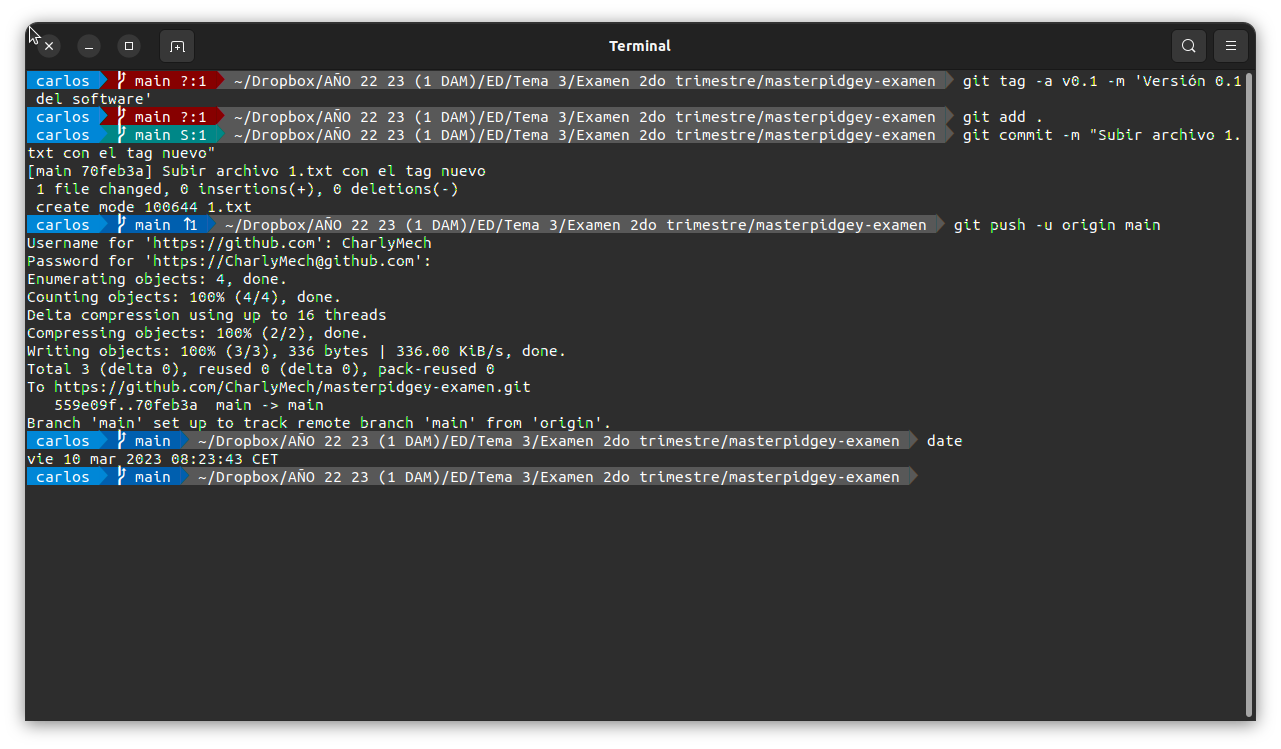 Terminal
carlos main ?:1 ~/Dropbox/AÑO 22 23 (1 DAM)/ED/Tema 3/Examen 2do trimestre/masterpidgey-examen git tag -a v0.1 -m 'Versión 0.1
del software'
carlos main ?:1 ~/Dropbox/AÑO 22 23 (1 DAM)/ED/Tema 3/Examen 2do trimestre/masterpidgey-examen git add .
carlos main S:1 ~/Dropbox/AÑO 22 23 (1 DAM)/ED/Tema 3/Examen 2do trimestre/masterpidgey-examen git commit -m "Subir archivo 1.
txt con el tag nuevo"
[main 70feb3a] Subir archivo 1.txt con el tag nuevo
1 file changed, 0 insertions(+), 0 deletions(-)
create mode 100644 1.txt
carlos main ↑1 ~/Dropbox/AÑO 22 23 (1 DAM)/ED/Tema 3/Examen 2do trimestre/masterpidgey-examen git push -u origin main
Username for 'https://github.com': CharlyMech
Password for 'https://CharlyMech@github.com':
Enumerating objects: 4, done.
Counting objects: 100% (4/4), done.
Delta compression using up to 16 threads
Compressing objects: 100% (2/2), done.
Writing objects: 100% (3/3), 336 bytes | 336.00 KiB/s, done.
Total 3 (delta 0), reused 0 (delta 0), pack-reused 0
To https://github.com/CharlyMech/masterpidgey-examen.git
559e09f..70feb3a main -> main
Branch 'main' set up to track remote branch 'main' from 'origin'.
carlos main ~/Dropbox/AÑO 22 23 (1 DAM)/ED/Tema 3/Examen 2do trimestre/masterpidgey-examen date
vie 10 mar 2023 08:23:43 CET
carlos main ~/Dropbox/AÑO 22 23 (1 DAM)/ED/Tema 3/Examen 2do trimestre/masterpidgey-examen